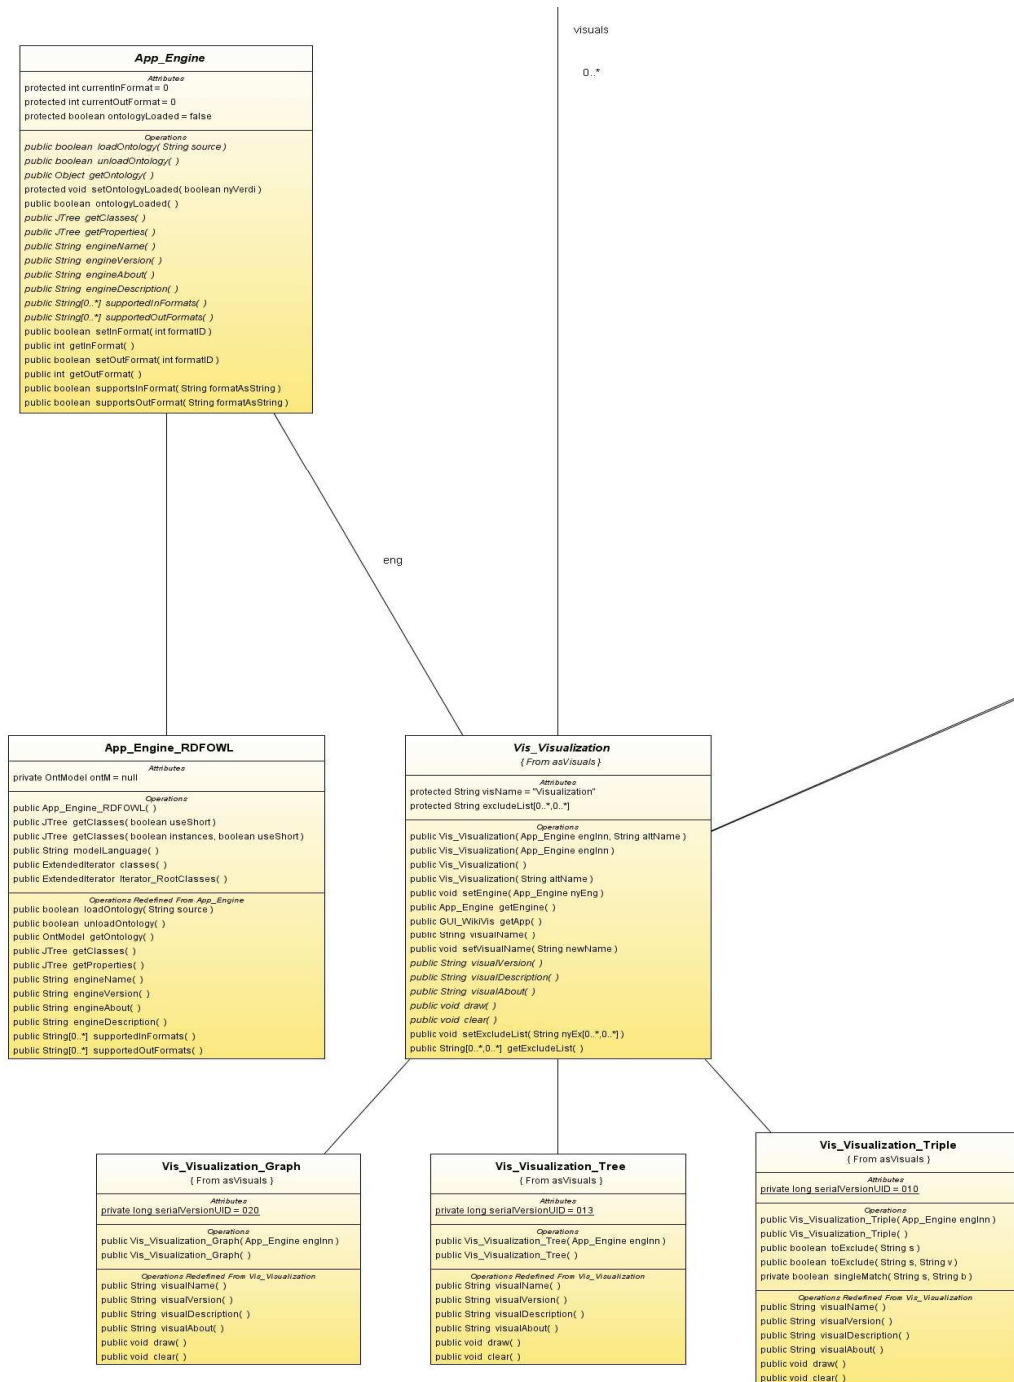 visuals
0..*
App_Engine
Attributes
protected int currentInFormat = 0
protected int currentOutFormat = 0
protected boolean ontologyLoaded = false
Operations
public boolean loadOntology( String source )
public boolean unloadOntology( )
public Object getOntology( )
protected void setOntologyLoaded( boolean nyVerdi )
public boolean ontologyLoaded( )
public JTree getClasses( )
public JTree getProperties( )
public String engineName( )
public String engineVersion( )
public String engineAbout( )
public String engineDescription( )
public String[0..*] supportedInFormats( )
public String[0..*] supportedOutFormats( )
public boolean setInFormat( int formatID )
public int getInFormat( )
public boolean setOutFormat( int formatID )
public int getOutFormat( )
public boolean supportsInFormat( String formatAsString )
public boolean supportsOutFormat( String formatAsString )
eng
App_Engine_RDFOWL
Attributes
private OntModel ontM = null
Operations
public App_Engine_RDFOWL( )
public JTree getClasses( boolean useShort )
public JTree getClasses( boolean instances, boolean useShort )
public String modelLanguage( )
public ExtendedIterator classes( )
public ExtendedIterator Iterator_RootClasses( )
Operations Redefined From App_Engine
public boolean loadOntology( String source )
public boolean unloadOntology( )
public OntModel getOntology( )
public JTree getClasses( )
public JTree getProperties( )
public String engineName( )
public String engineVersion( )
public String engineAbout( )
public String engineDescription( )
public String[0..*] supportedInFormats( )
public String[0..*] supportedOutFormats( )
Vis_Visualization
{ From asVisuals }
Attributes
protected String visName = "Visualization"
protected String excludeList[0..*,0..*]
Operations
public Vis_Visualization( App_Engine engInn, String altName )
public Vis_Visualization( App_Engine engInn )
public Vis_Visualization( )
public Vis_Visualization( String altName )
public void setEngine( App_Engine nyEng )
public App_Engine getEngine( )
public GUI_WikiVis getApp( )
public String visualName( )
public void setVisualName( String newName )
public String visualVersion( )
public String visualDescription( )
public String visualAbout( )
public void draw( )
public void clear( )
public void setExcludeList( String nyEx[0..*,0..*] )
public String[0..*,0..*] getExcludeList( )
Vis_Visualization_Graph
{ From asVisuals }
Attributes
private long serialVersionUID = 020
Operations
public Vis_Visualization_Graph( App_Engine engInn )
public Vis_Visualization_Graph( )
Operations Redefined From Vis_Visualization
public String visualName( )
public String visualVersion( )
public String visualDescription( )
public String visualAbout( )
public void draw( )
public void clear( )
Vis_Visualization_Tree
{ From asVisuals }
Attributes
private long serialVersionUID = 013
Operations
public Vis_Visualization_Tree( App_Engine engInn )
public Vis_Visualization_Tree( )
Operations Redefined From Vis_Visualization
public String visualName( )
public String visualVersion( )
public String visualDescription( )
public String visualAbout( )
public void draw( )
public void clear( )
Vis_Visualization_Triple
{ From asVisuals }
Attributes
private long serialVersionUID = 010
Operations
public Vis_Visualization_Triple( App_Engine engInn )
public Vis_Visualization_Triple( )
public boolean toExclude( String s )
public boolean toExclude( String s, String v )
private boolean singleMatch( String s, String b )
Operations Redefined From Vis_Visualization
public String visualName( )
public String visualVersion( )
public String visualDescription( )
public String visualAbout( )
public void draw( )
public void clear( )